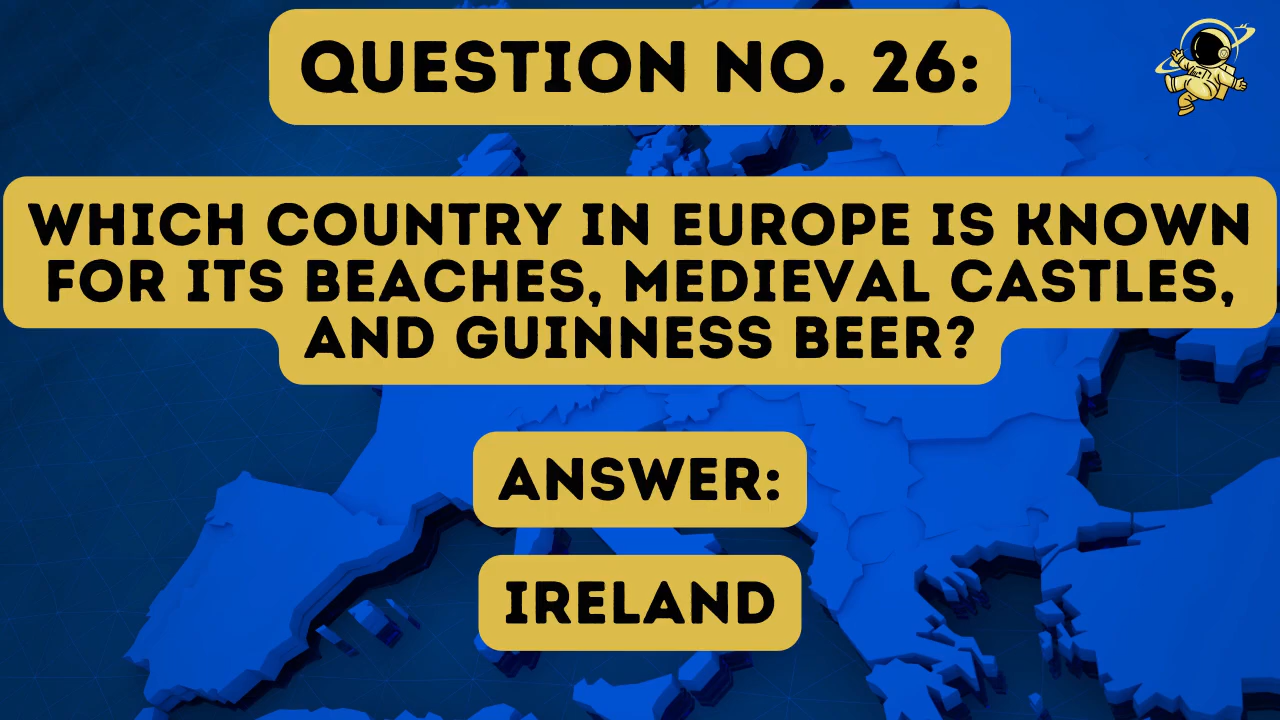 QUESTION NO. 26:
WHICH COUNTRY IN EUROPE IS KNOWN
FOR ITS BEACHES, MEDIEVAL CASTLES,
AND GUINNESS BEER?
ANSWER:
IRELAND